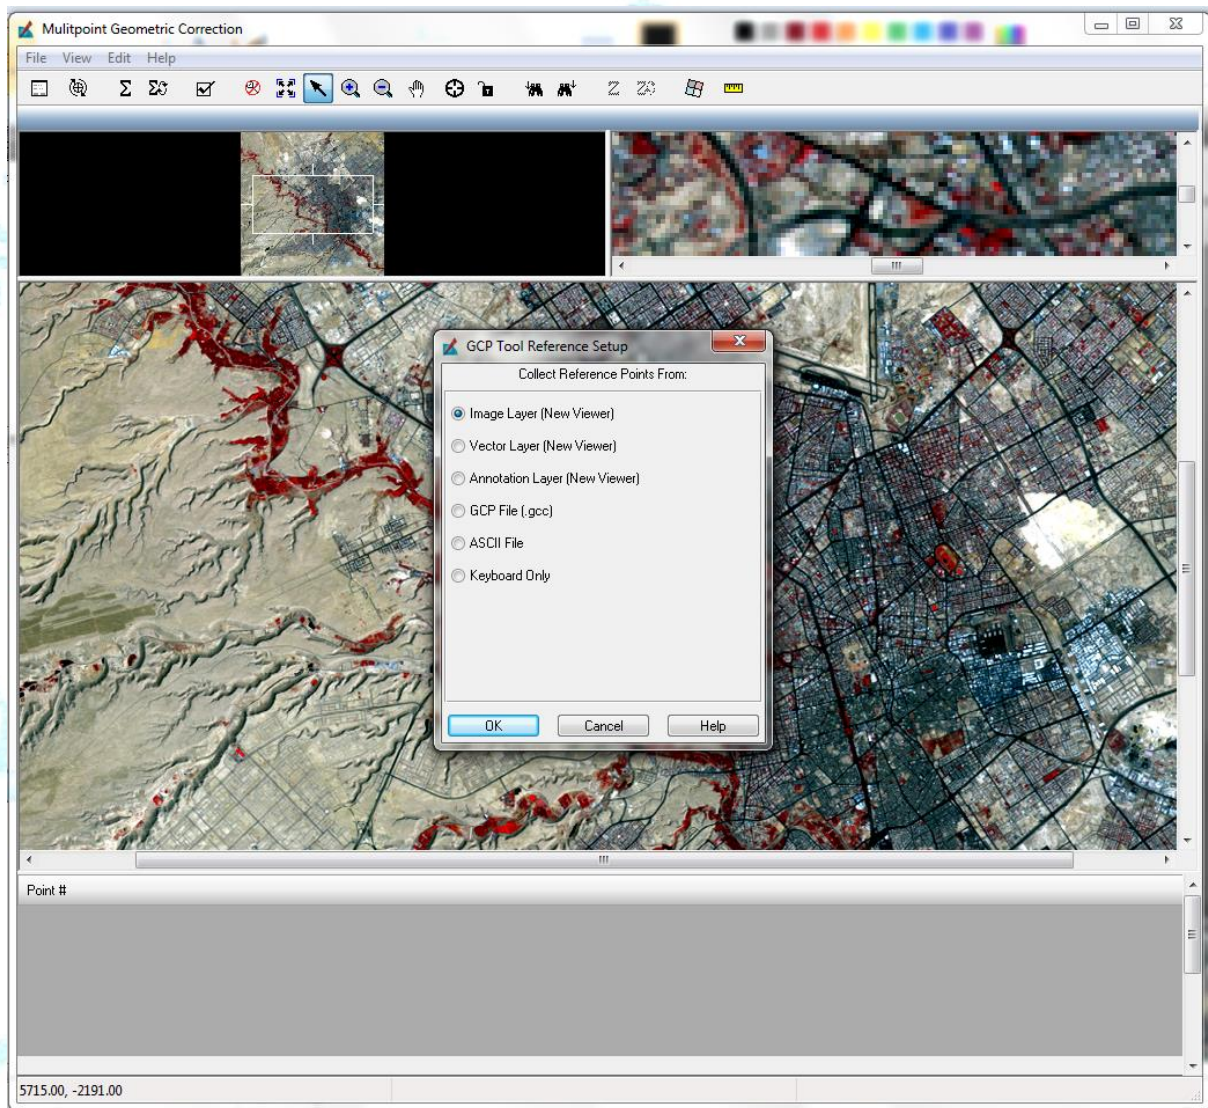 Mulitpoint Geometric Correction
File View Edit Help
GCP Tool Reference Setup
Collect Reference Points From:
Image Layer (New Viewer)
Vector Layer (New Viewer)
Annotation Layer (New Viewer)
GCP File (.gcc)
ASCII File
Keyboard Only
OK Cancel Help
Point #
5715.00, -2191.00